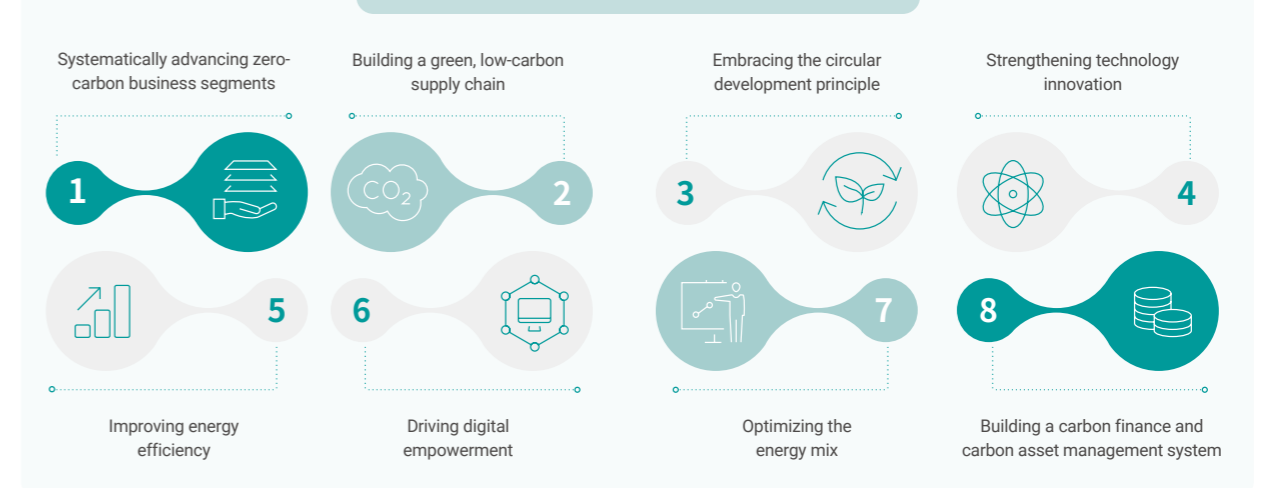 Systematically advancing zero-
carbon business segments
Building a green, low-carbon
supply chain
Embracing the circular
development principle
Strengthening technology
innovation
1
CO2
2
3
4
5
6
7
8
Improving energy
efficiency
Driving digital
empowerment
Optimizing the
energy mix
Building a carbon finance and
carbon asset management system